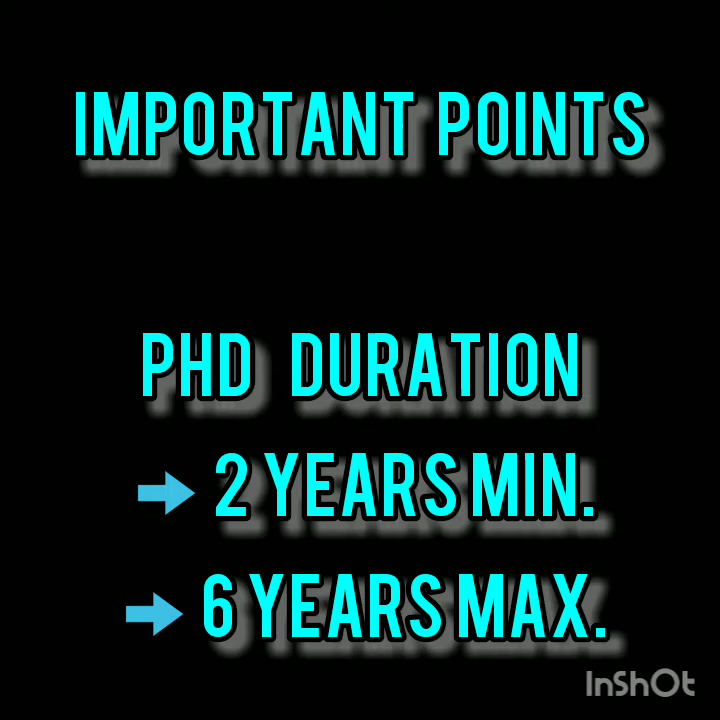 IMPORTANT POINTS
PHD DURATION
➡ 2 YEARS MIN.
➡ 6 YEARS MAX.
InShOt